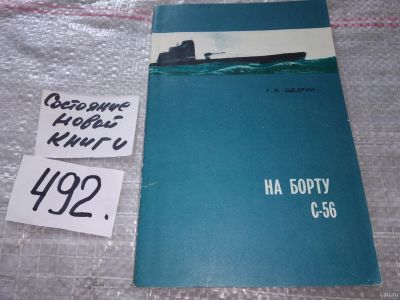 Состояние
новой
книги
492.
Г. И. ЩЕДРИН
НА БОРТУ
С-56